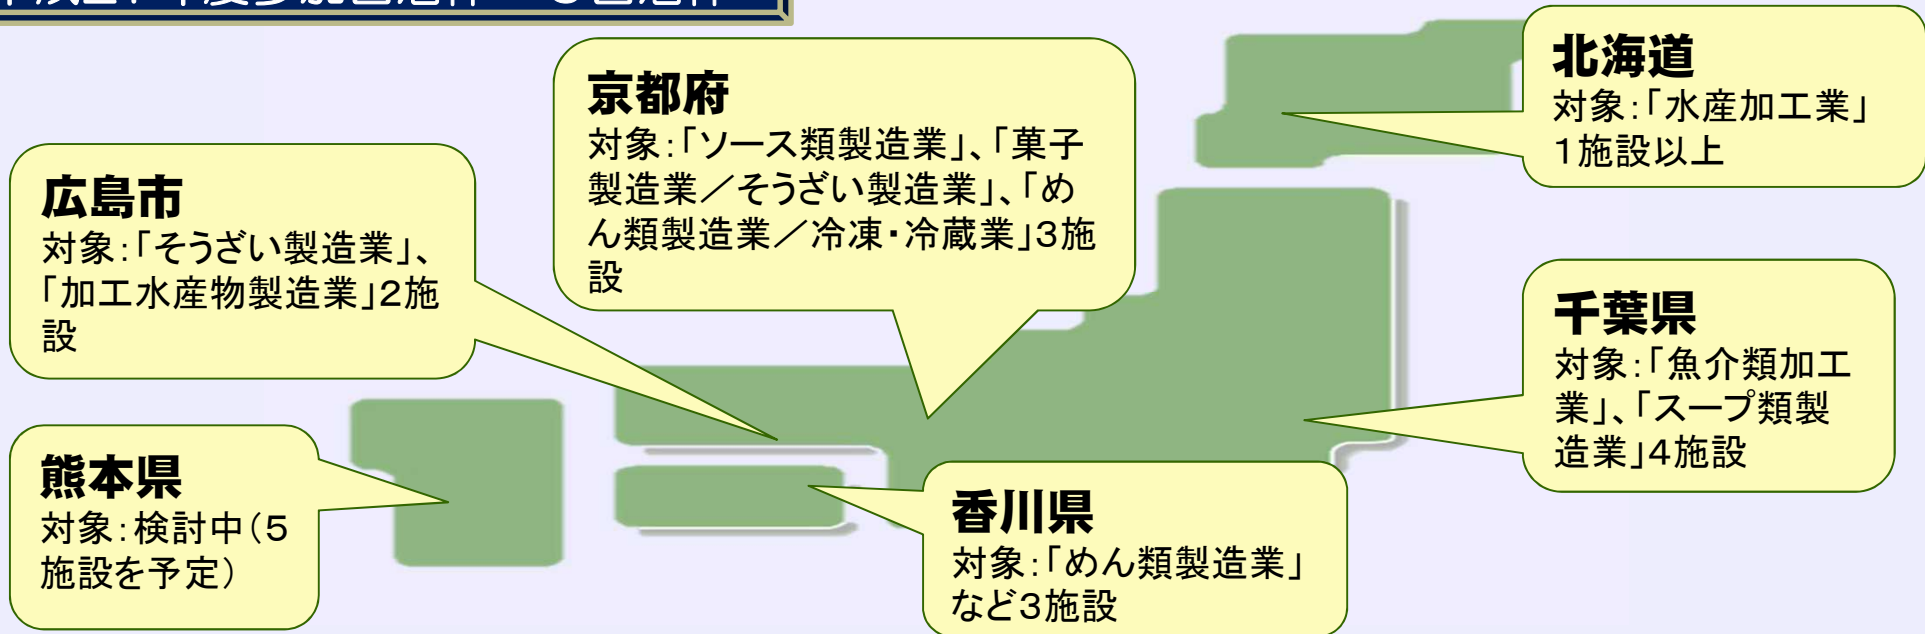 京都府
対象:「ソース類製造業」、「菓子
製造業／そうざい製造業」、「め
ん類製造業／冷凍・冷蔵業」3施
設
北海道
対象:「水産加工業」
1施設以上
広島市
対象:「そうざい製造業」、
「加工水産物製造業」2施
設
千葉県
対象:「魚介類加工
業」、「スープ類製
造業」4施設
熊本県
対象:検討中(5
施設を予定)
香川県
対象:「めん類製造業」
など3施設